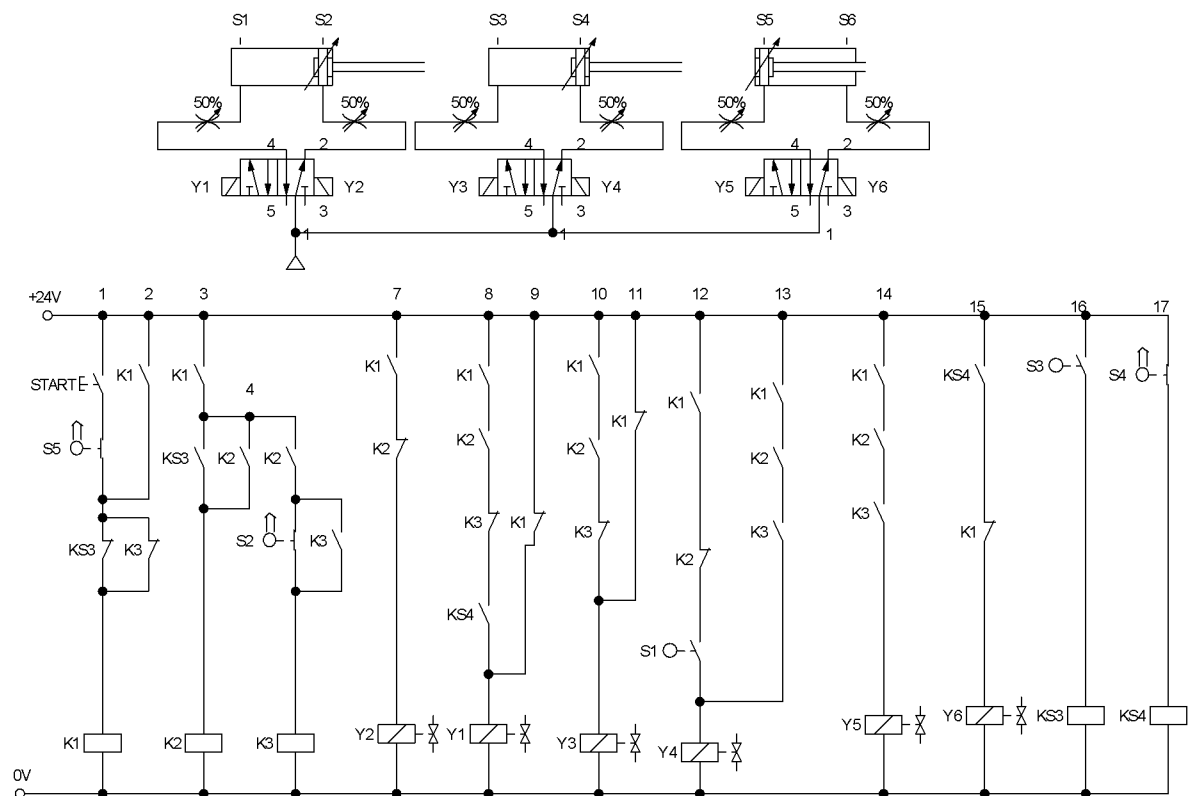 S1 S2 S3 S4 S5 S6
50% 50% 50% 50% 50% 50%
4 2 4 2 4 2
Y1 Y2 Y3 Y4 Y5 Y6
5 3 5 3 5 3
1 1 1
+24V 1 2 3 7 8 9 10 11 12 13 14 15 16 17
START K1 K1 4 K1 K1 K1 K1 K1 K1 K1 KS4 S3 S4
S5 KS3 K2 K2 K2 K2 K2 K2 K2
KS3 K3 S2 K3 K3 K1 K3 K2 K3 K3 K1
KS4 S1
K1 K2 K3 Y2 Y1 Y3 Y4 Y5 Y6 KS3 KS4
0V